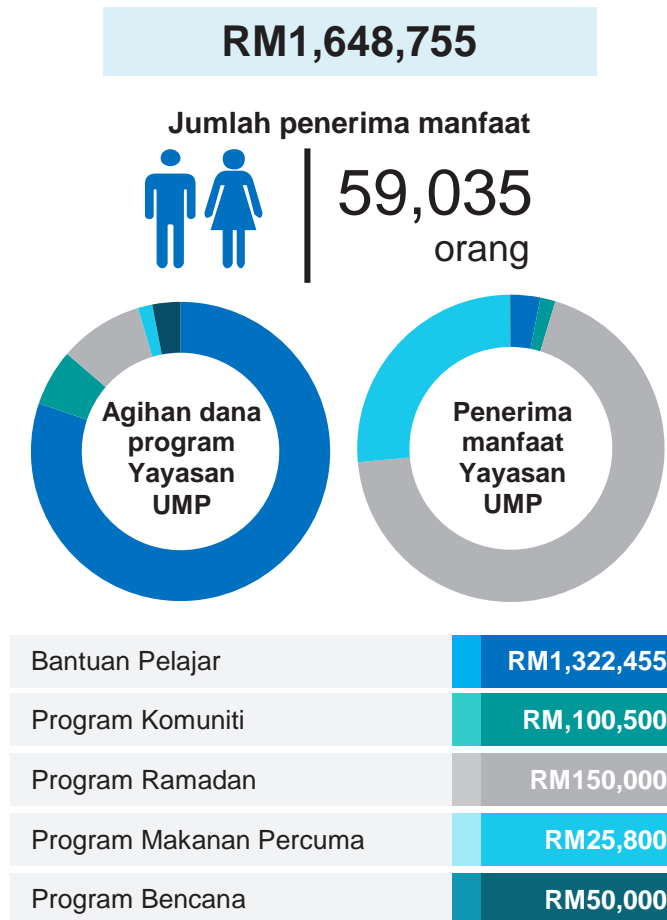 RM1,648,755
Jumlah penerima manfaat
59,035
orang
Agihan dana
program
Yayasan
UMP
Penerima
manfaat
Yayasan
UMP
Bantuan Pelajar RM1,322,455
Program Komuniti RM,100,500
Program Ramadan RM150,000
Program Makanan Percuma RM25,800
Program Bencana RM50,000